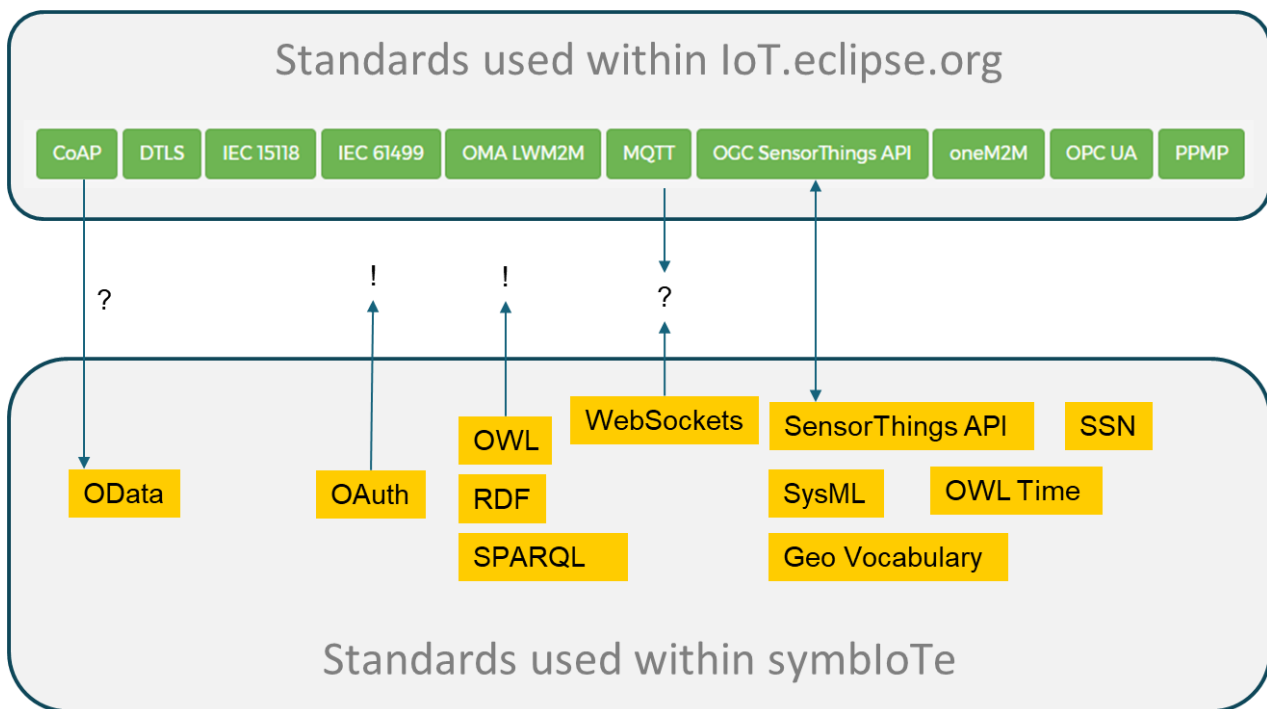 Standards used within IoT.eclipse.org
CoAP DTLS IEC 15118 IEC 61499 OMA LWM2M MQTT OGC SensorThings API oneM2M OPC UA PPMP
! !
? ?
WebSockets SensorThings API SSN
OWL
OData OAuth RDF SysML OWL Time
SPARQL Geo Vocabulary
Standards used within symbIoTe